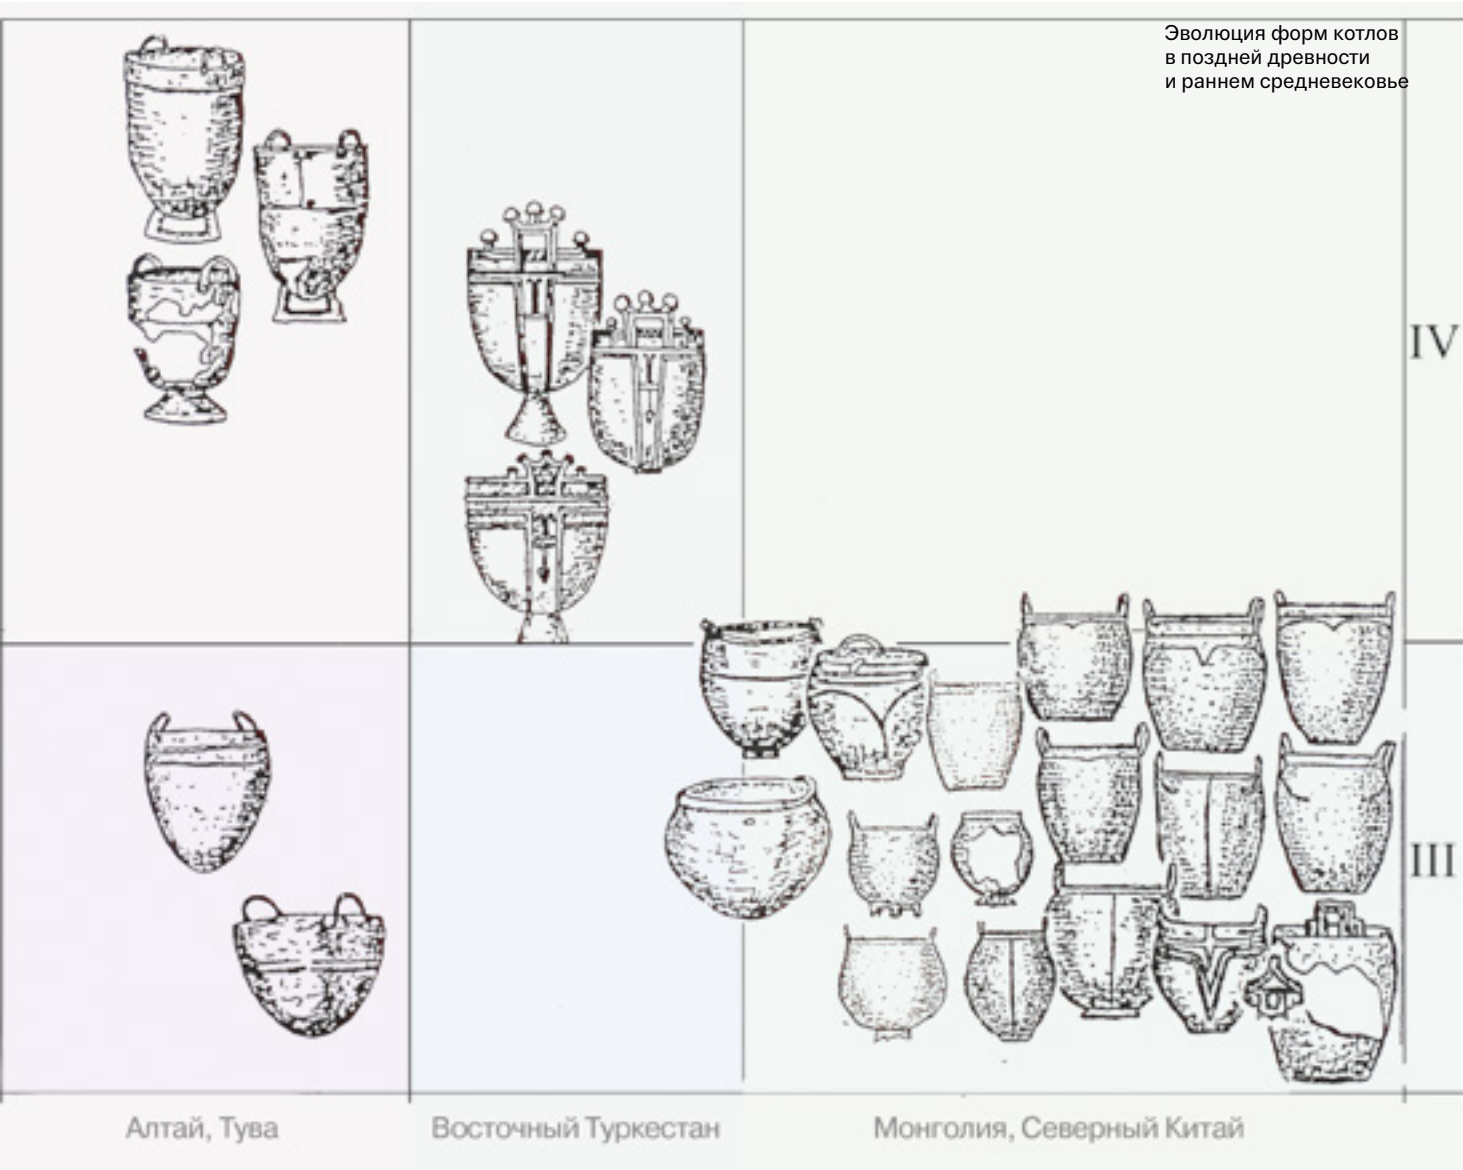 Эволюция форм котлов
в поздней древности
и раннем средневековье
IV
III
Алтай, Тува
Восточный Туркестан
Монголия, Северный Китай